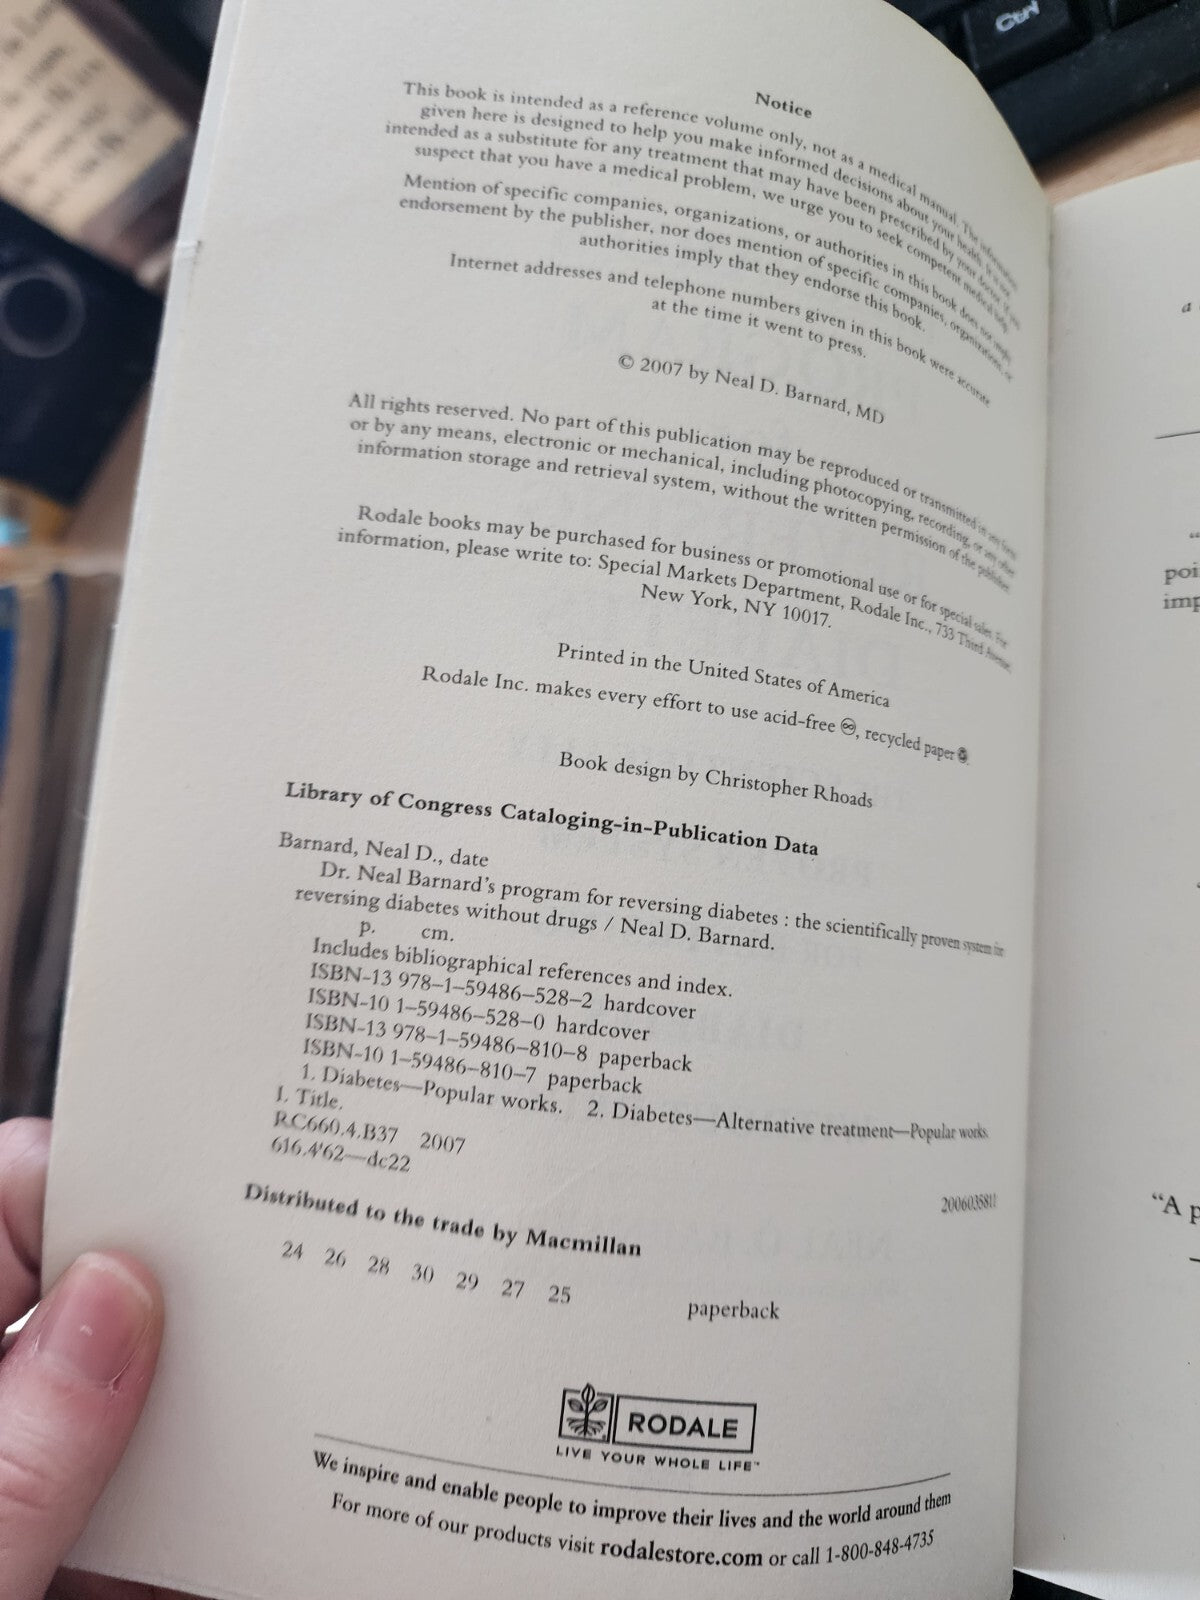 Ctrl
Notice
This book is intended as a reference volume only, not as a medical manual. The information
given here is designed to help you make informed decisions about your health. It is not
intended as a substitute for any treatment that may have been prescribed by your doctor. If you
suspect that you have a medical problem, we urge you to seek competent medical help.
Mention of specific companies, organizations, or authorities in this book does not imply
endorsement by the publisher, nor does mention of specific companies, organizations, or
authorities imply that they endorse this book.
Internet addresses and telephone numbers given in this book were accurate
at the time it went to press.
© 2007 by Neal D. Barnard, MD
All rights reserved. No part of this publication may be reproduced or transmitted in any form
or by any means, electronic or mechanical, including photocopying, recording, or any other
information storage and retrieval system, without the written permission of the publisher.
Rodale books may be purchased for business or promotional use or for special sales. For
information, please write to: Special Markets Department, Rodale Inc., 733 Third Avenue,
New York, NY 10017.
Printed in the United States of America
Rodale Inc. makes every effort to use acid-free ♾, recycled paper ♻.
Book design by Christopher Rhoads
Library of Congress Cataloging-in-Publication Data
Barnard, Neal D., date
Dr. Neal Barnard's program for reversing diabetes : the scientifically proven system for
reversing diabetes without drugs / Neal D. Barnard.
p. cm.
Includes bibliographical references and index.
ISBN-13 978–1–59486–528–2 hardcover
ISBN-10 1–59486–528–0 hardcover
ISBN-13 978–1–59486–810–8 paperback
ISBN-10 1–59486–810–7 paperback
1. Diabetes—Popular works. 2. Diabetes—Alternative treatment—Popular works.
I. Title.
RC660.4.B37 2007
616.4'62—dc22
2006035811
Distributed to the trade by Macmillan
24 26 28 30 29 27 25 paperback
RODALE
LIVE YOUR WHOLE LIFE™
We inspire and enable people to improve their lives and the world around them
For more of our products visit rodalestore.com or call 1-800-848-4735
a
"
poi
imp
"A p